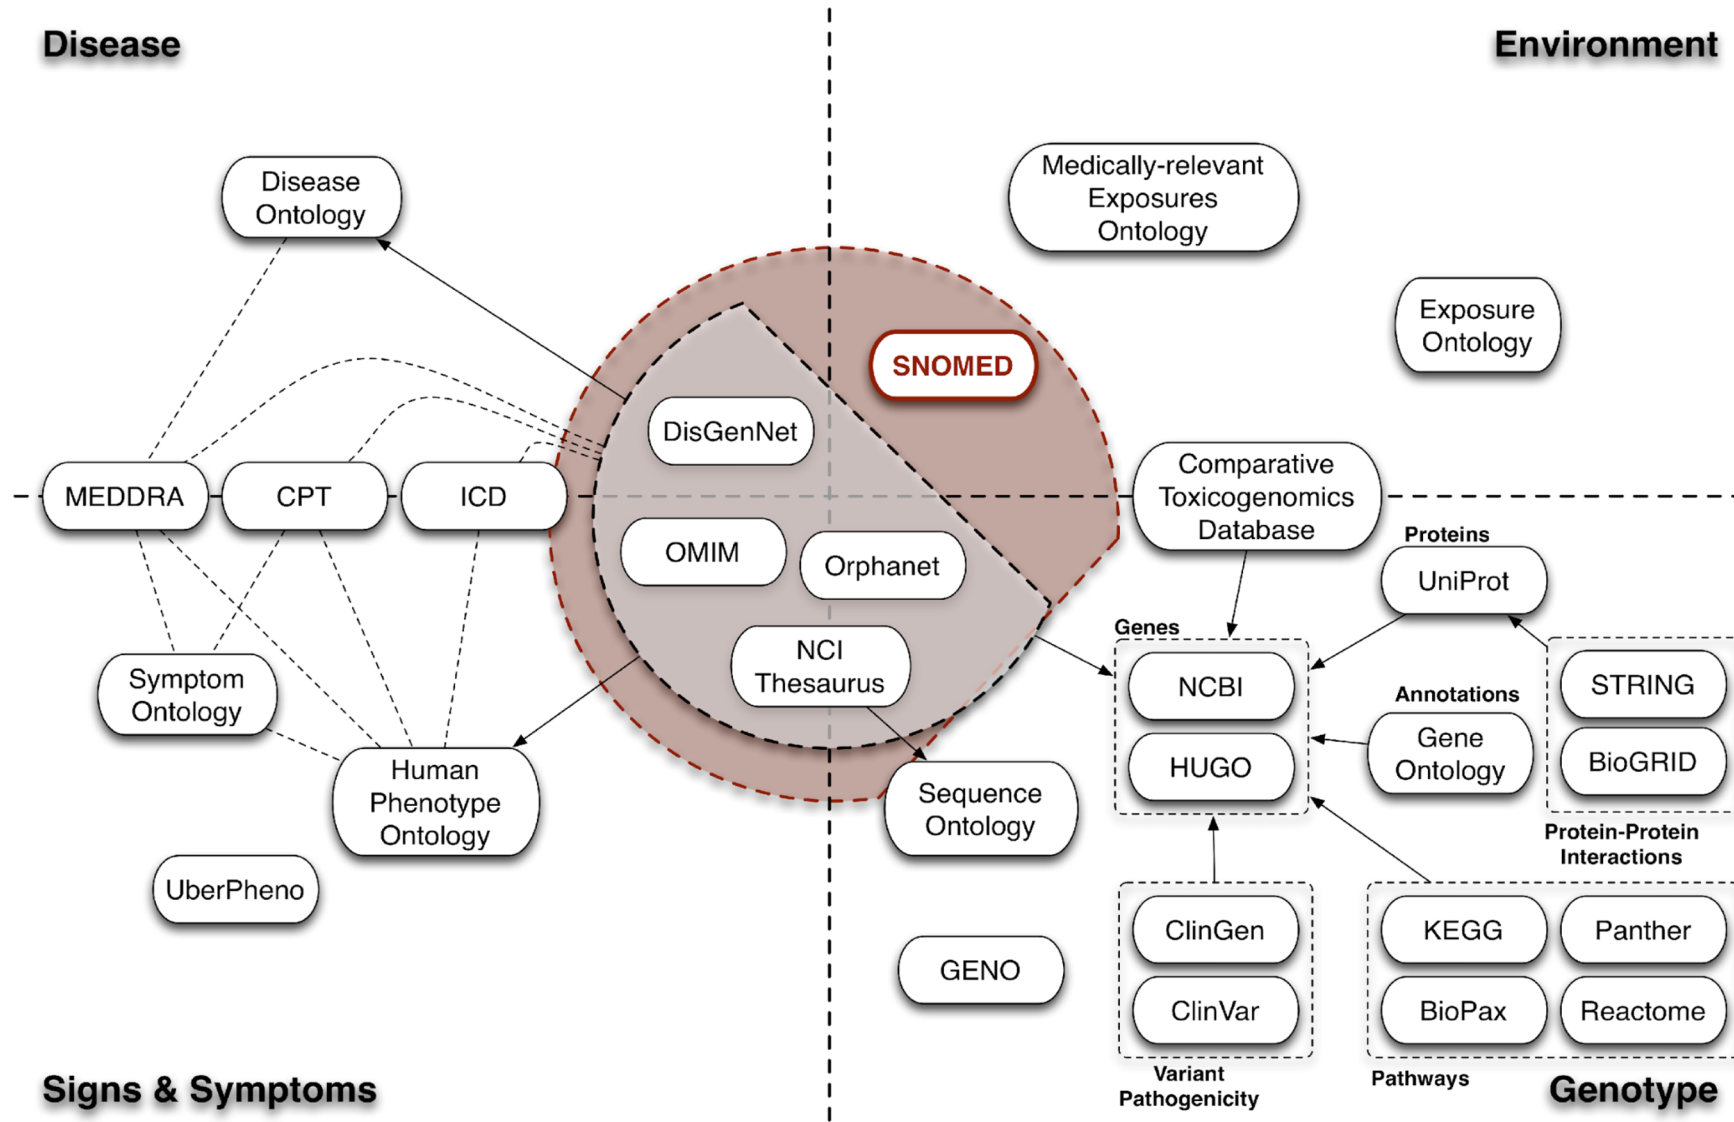 Disease
Environment
Disease
Ontology
Medically-relevant
Exposures
Ontology
Exposure
Ontology
SNOMED
DisGenNet
MEDDRA
CPT
ICD
Comparative
Toxicogenomics
Database
OMIM
Orphanet
Proteins
UniProt
Genes
NCI
Thesaurus
NCBI
HUGO
Annotations
Gene
Ontology
STRING
BioGRID
Protein-Protein
Interactions
Symptom
Ontology
Human
Phenotype
Ontology
Sequence
Ontology
UberPheno
GENO
ClinGen
ClinVar
Variant
Pathogenicity
KEGG
Panther
BioPax
Reactome
Pathways
Signs & Symptoms
Genotype